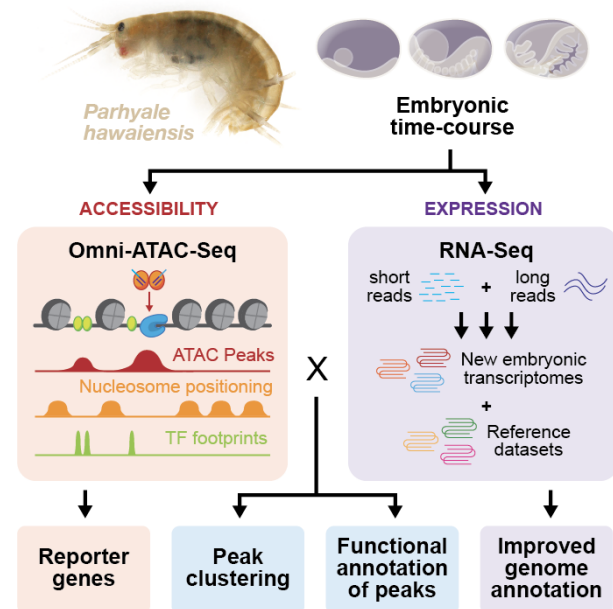 Parhyale
hawaiensis
Embryonic
time-course
ACCESSIBILITY
Omni-ATAC-Seq
ATAC Peaks
Nucleosome positioning
TF footprints
X
EXPRESSION
RNA-Seq
short
reads
+
long
reads
New embryonic
transcriptomes
+
Reference
datasets
Reporter
genes
Peak
clustering
Functional
annotation
of peaks
Improved
genome
annotation